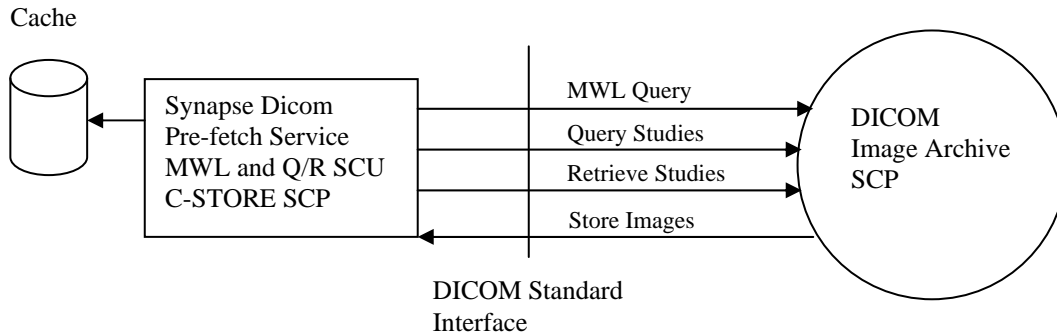 Cache
Synapse Dicom
Pre-fetch Service
MWL and Q/R SCU
C-STORE SCP
MWL Query
Query Studies
Retrieve Studies
Store Images
DICOM
Image Archive
SCP
DICOM Standard
Interface